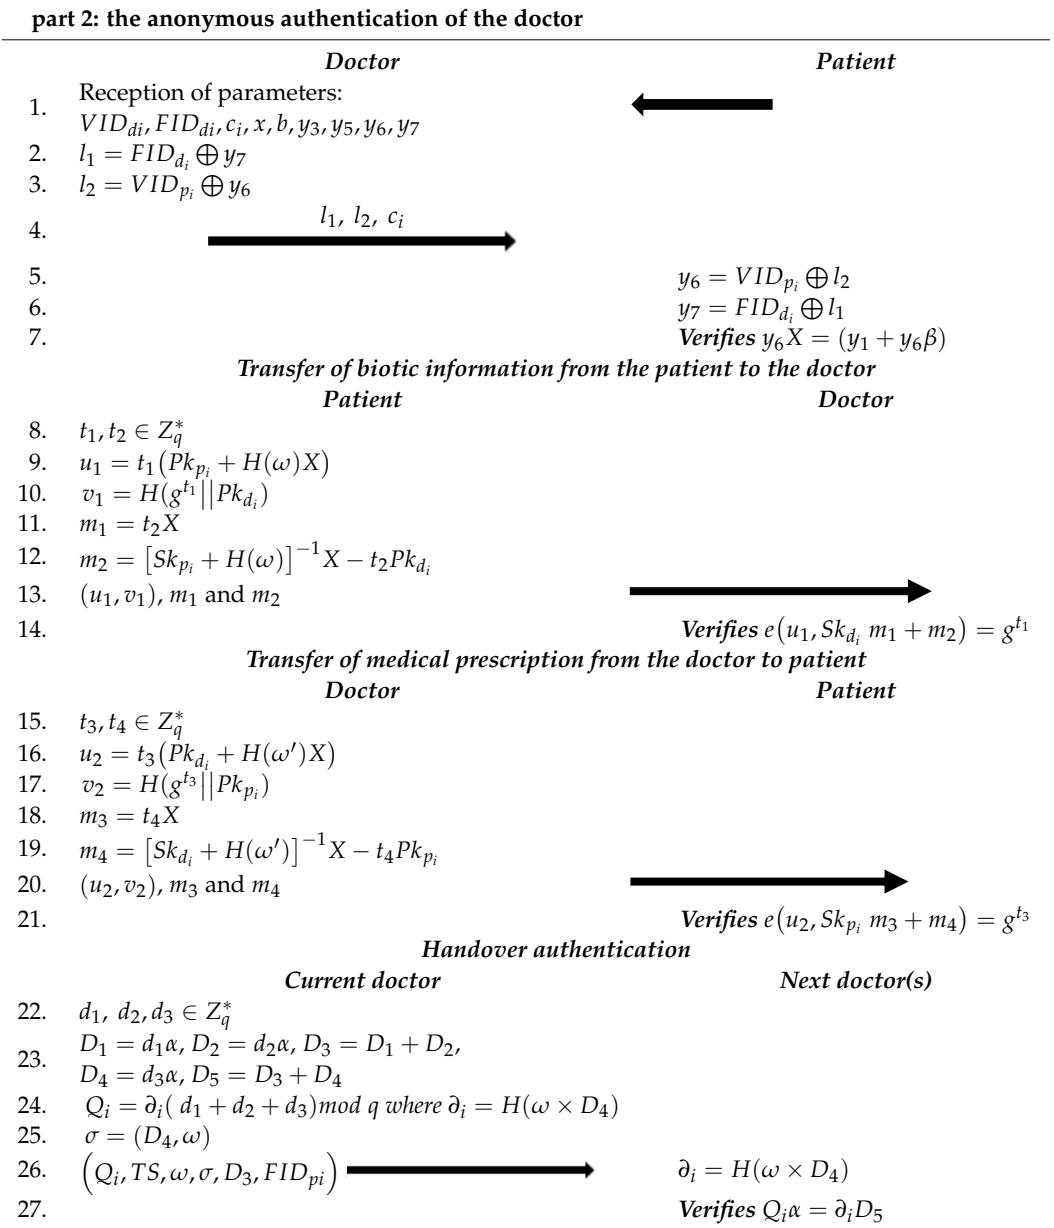 part 2: the anonymous authentication of the doctor
Doctor Patient
1. Reception of parameters:
VID_{di}, FID_{di}, c_i, x, b, y_3, y_5, y_6, y_7
2. l_1 = FID_{d_i} ⊕ y_7
3. l_2 = VID_{p_i} ⊕ y_6
4. l_1, l_2, c_i
5. y_6 = VID_{p_i} ⊕ l_2
6. y_7 = FID_{d_i} ⊕ l_1
7. Verifies y_6X = (y_1 + y_6β)
Transfer of biotic information from the patient to the doctor
Patient Doctor
8. t_1, t_2 ∈ Z_q^*
9. u_1 = t_1(Pk_{p_i} + H(ω)X)
10. v_1 = H(g^{t_1}||Pk_{d_i})
11. m_1 = t_2X
12. m_2 = [Sk_{p_i} + H(ω)]^{-1}X − t_2Pk_{d_i}
13. (u_1, v_1), m_1 and m_2
14. Verifies e(u_1, Sk_{d_i} m_1 + m_2) = g^{t_1}
Transfer of medical prescription from the doctor to patient
Doctor Patient
15. t_3, t_4 ∈ Z_q^*
16. u_2 = t_3(Pk_{d_i} + H(ω′)X)
17. v_2 = H(g^{t_3}||Pk_{p_i})
18. m_3 = t_4X
19. m_4 = [Sk_{d_i} + H(ω′)]^{-1}X − t_4Pk_{p_i}
20. (u_2, v_2), m_3 and m_4
21. Verifies e(u_2, Sk_{p_i} m_3 + m_4) = g^{t_3}
Handover authentication
Current doctor Next doctor(s)
22. d_1, d_2, d_3 ∈ Z_q^*
23. D_1 = d_1α, D_2 = d_2α, D_3 = D_1 + D_2,
D_4 = d_3α, D_5 = D_3 + D_4
24. Q_i = ∂_i( d_1 + d_2 + d_3)mod q where ∂_i = H(ω × D_4)
25. σ = (D_4, ω)
26. (Q_i, TS, ω, σ, D_3, FID_{pi}) ∂_i = H(ω × D_4)
27. Verifies Q_iα = ∂_iD_5